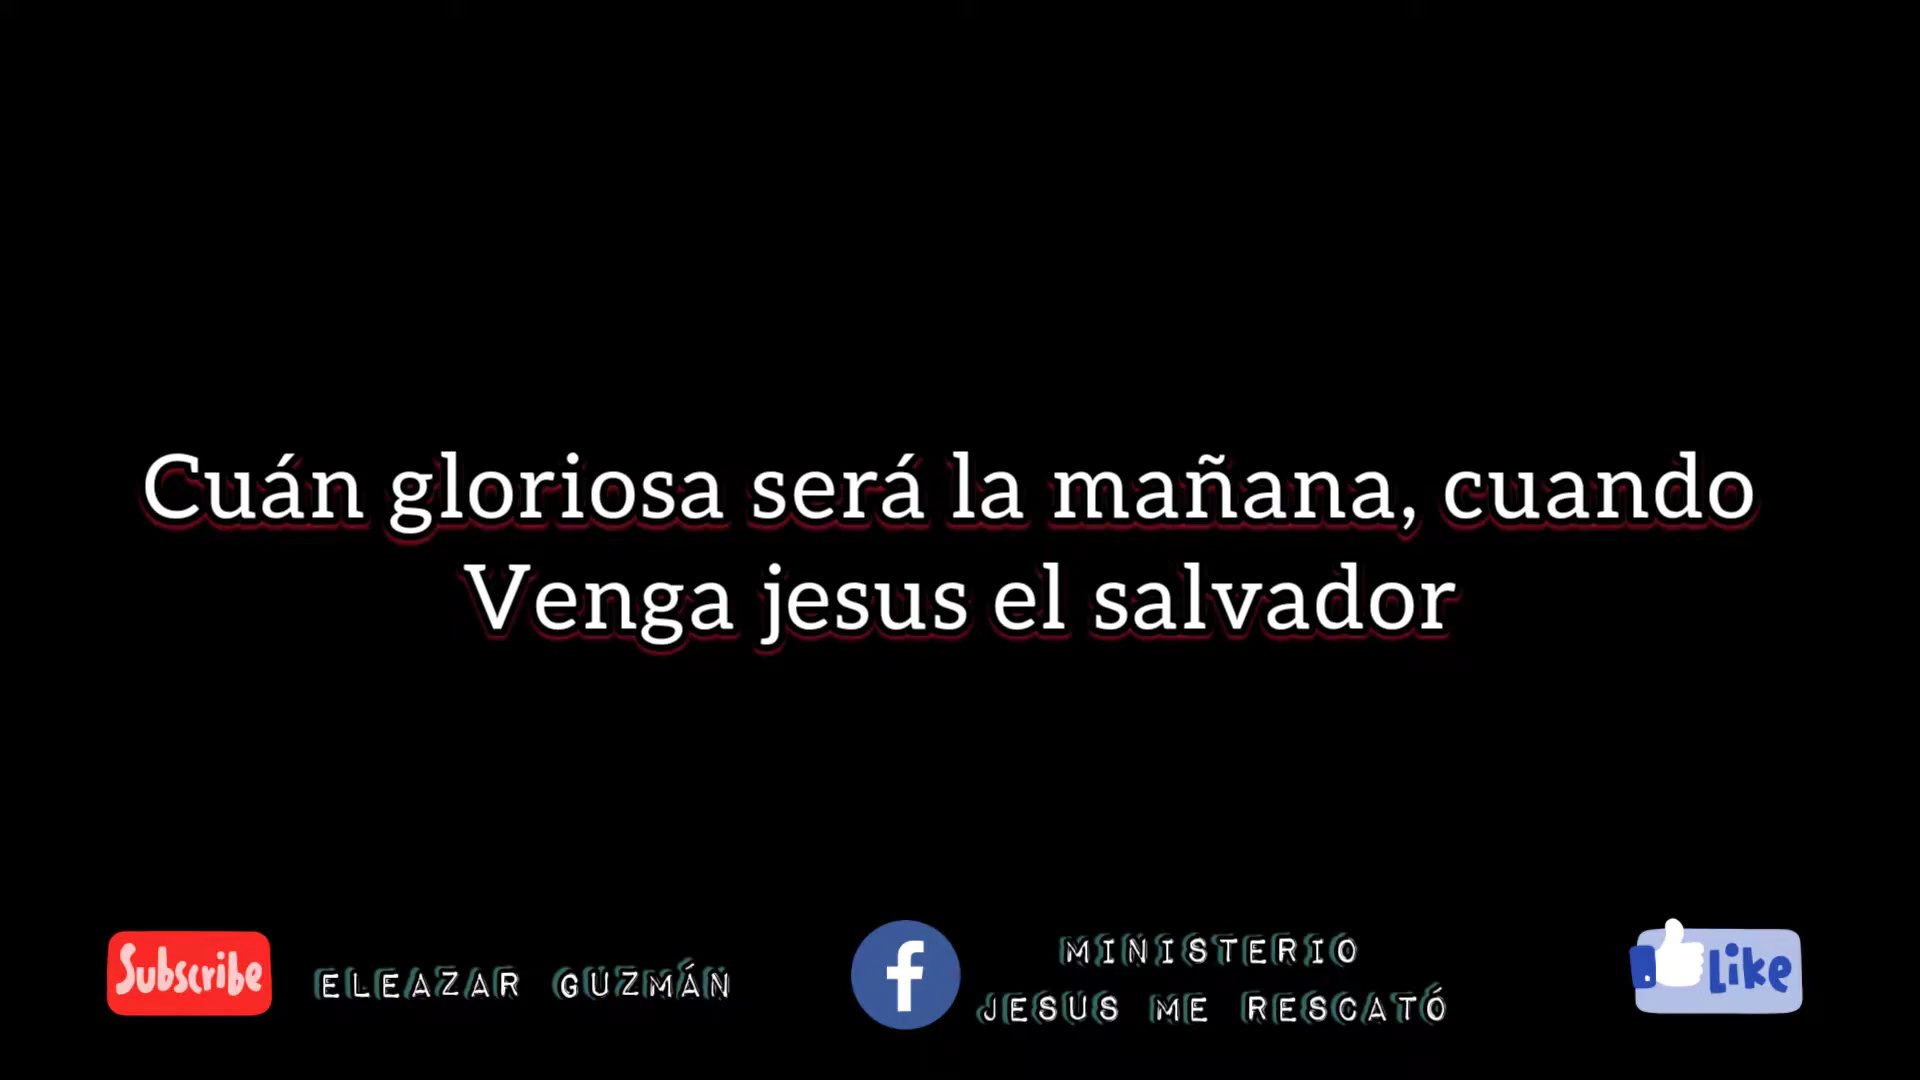 Cuán gloriosa será la mañana, cuando
Venga jesus el salvador
Subscribe
ELEAZAR GUZMÁN
f
MINISTERIO
JESUS ME RESCATÓ
Like